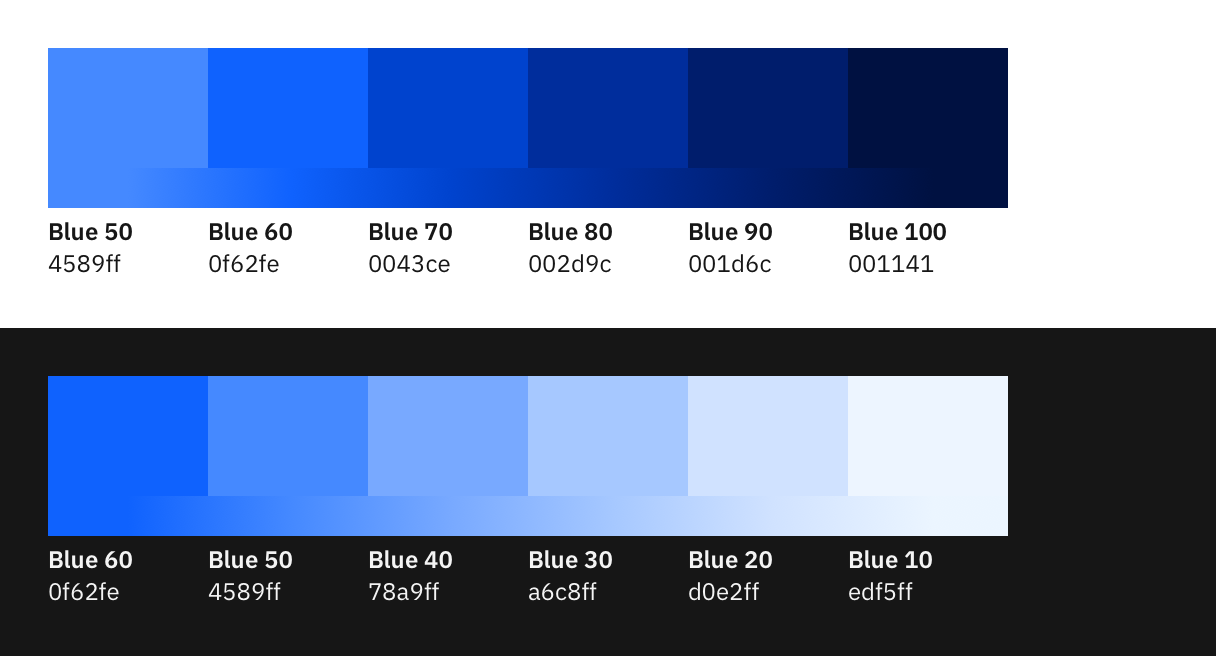 Blue 50 Blue 60 Blue 70 Blue 80 Blue 90 Blue 100
4589ff 0f62fe 0043ce 002d9c 001d6c 001141
Blue 60 Blue 50 Blue 40 Blue 30 Blue 20 Blue 10
0f62fe 4589ff 78a9ff a6c8ff d0e2ff edf5ff